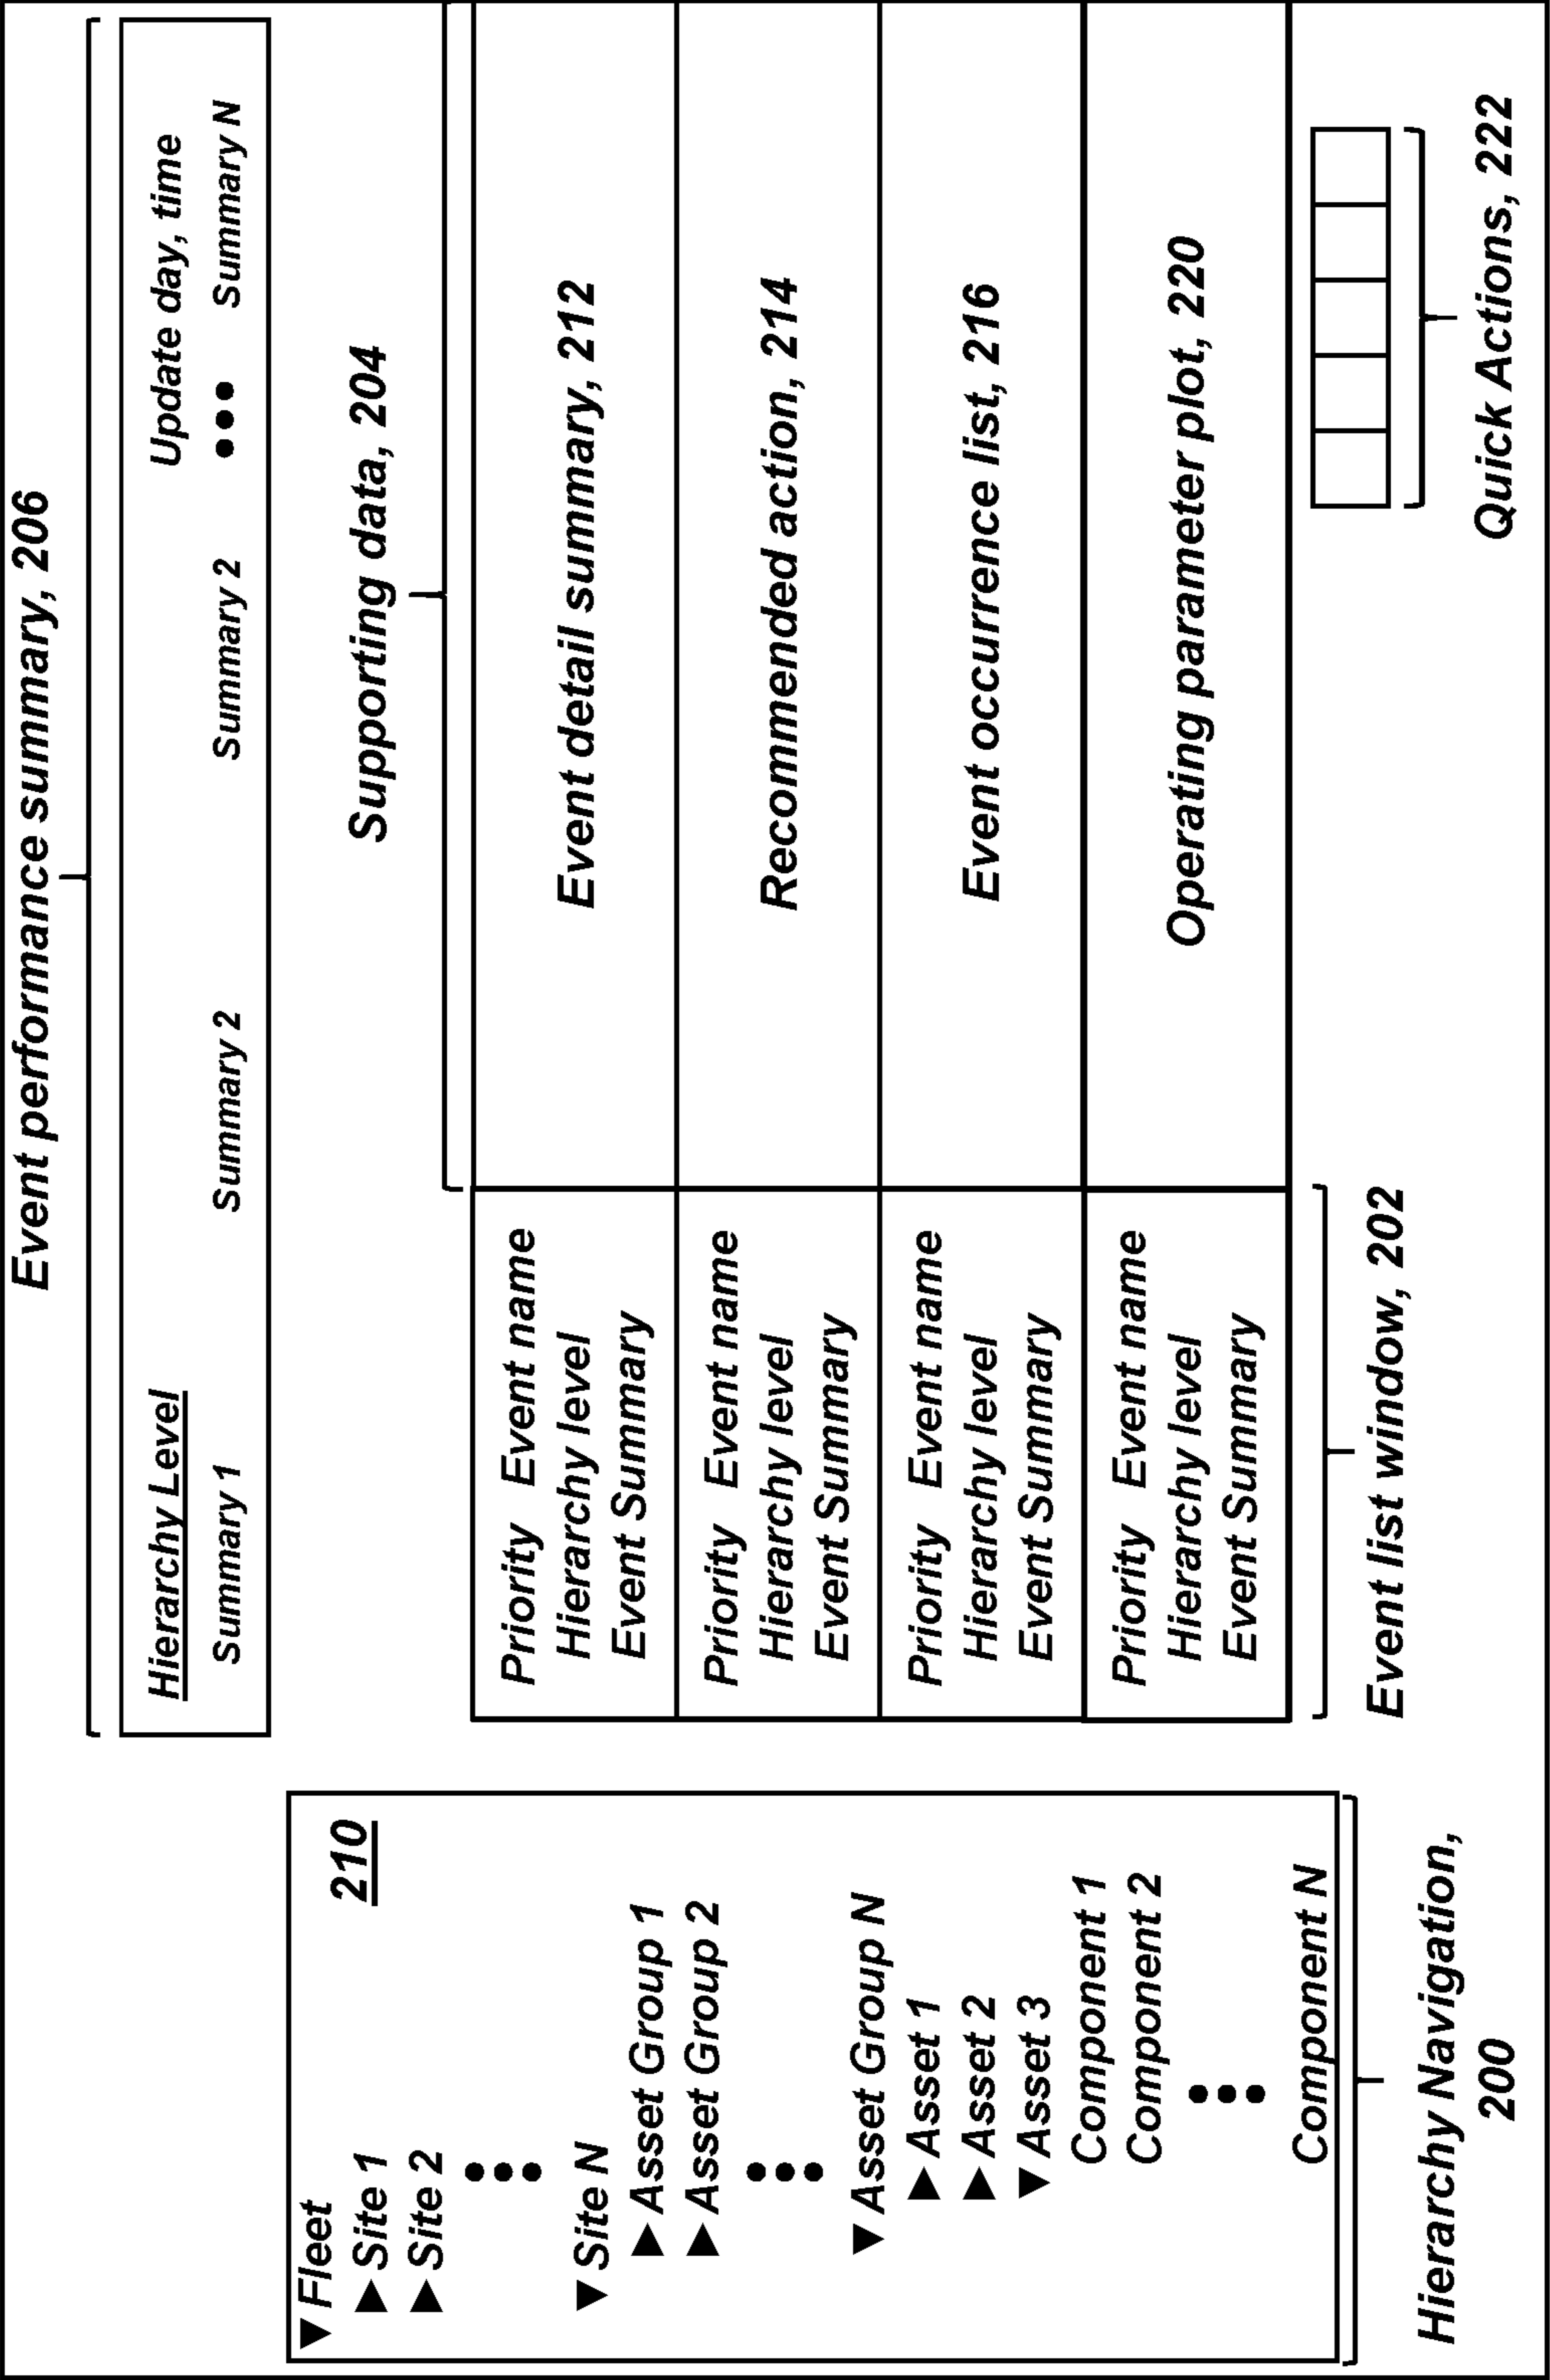 Event performance summary, 206
Hierarchy Level
Update day, time
Summary 1
Summary 2
Summary 2
●●●
Summary N
210
▼Fleet
▶Site 1
▶Site 2
●●●
▼Site N
▶Asset Group 1
▶Asset Group 2
●●●
▼Asset Group N
▶Asset 1
▶Asset 2
▼Asset 3
Component 1
Component 2
●●●
Component N
Hierarchy Navigation,
200
Priority Event name
Hierarchy level
Event Summary
Priority Event name
Hierarchy level
Event Summary
Priority Event name
Hierarchy level
Event Summary
Priority Event name
Hierarchy level
Event Summary
Event list window, 202
Supporting data, 204
Event detail summary, 212
Recommended action, 214
Event occurrence list, 216
Operating parameter plot, 220
Quick Actions, 222